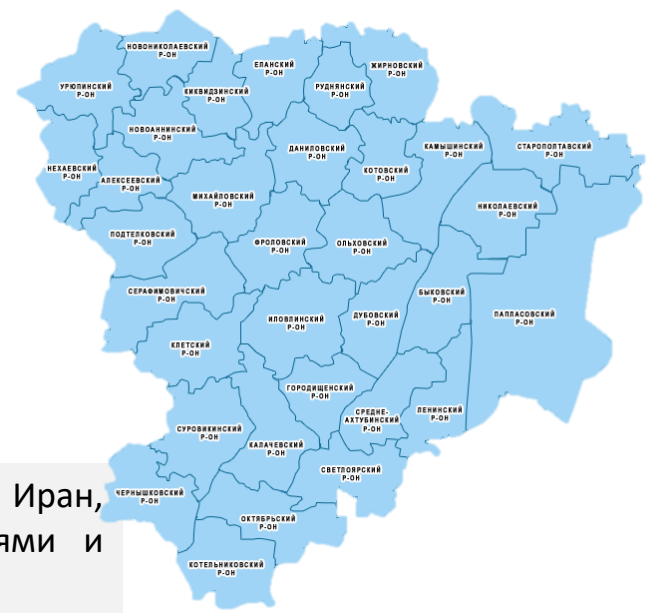 НОВОНИКОЛАЕВСКИЙ
Р-ОН
УРЮПИНСКИЙ
Р-ОН
КИКВИДЗИНСКИЙ
Р-ОН
ЕЛАНСКИЙ
Р-ОН
РУДНЯНСКИЙ
Р-ОН
ЖИРНОВСКИЙ
Р-ОН
НОВОАННИНСКИЙ
Р-ОН
НЕХАЕВСКИЙ
Р-ОН
АЛЕКСЕЕВСКИЙ
Р-ОН
ДАНИЛОВСКИЙ
Р-ОН
КОТОВСКИЙ
Р-ОН
КАМЫШИНСКИЙ
Р-ОН
СТАРОПОЛТАВСКИЙ
Р-ОН
МИХАЙЛОВСКИЙ
Р-ОН
НИКОЛАЕВСКИЙ
Р-ОН
ПОДТЕЛКОВСКИЙ
Р-ОН
ФРОЛОВСКИЙ
Р-ОН
ОЛЬХОВСКИЙ
Р-ОН
СЕРАФИМОВИЧСКИЙ
Р-ОН
БЫКОВСКИЙ
Р-ОН
ИЛОВЛИНСКИЙ
Р-ОН
ДУБОВСКИЙ
Р-ОН
ПАПЛАСОВСКИЙ
Р-ОН
КЛЕТСКИЙ
Р-ОН
ГОРОДИЩЕНСКИЙ
Р-ОН
СРЕДНЕ-
АХТУБИНСКИЙ
Р-ОН
ЛЕНИНСКИЙ
Р-ОН
СУРОВИКИНСКИЙ
Р-ОН
КАЛАЧЕВСКИЙ
Р-ОН
СВЕТЛОЯРСКИЙ
Р-ОН
ЧЕРНЫШКОВСКИЙ
Р-ОН
ОКТЯБРЬСКИЙ
Р-ОН
КОТЕЛЬНИКОВСКИЙ
Р-ОН
Иран,
ями и